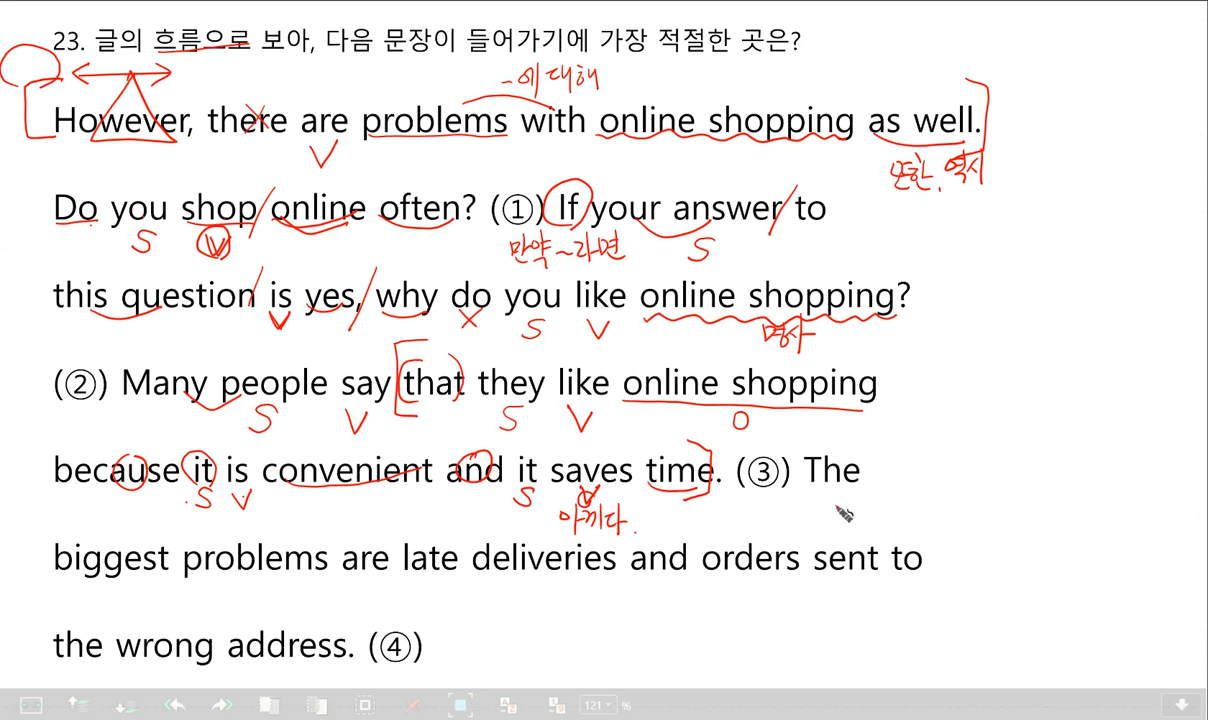 23. 글의 흐름으로 보아, 다음 문장이 들어가기에 가장 적절한 곳은?
~에 대해
However, there are problems with online shopping as well.
V
또한, 역시
Do you shop online often? (①) If your answer to
S V 만약 ~라면 S
this question is yes, why do you like online shopping?
V × S V 명사
(②) Many people say that they like online shopping
S V S V O
because it is convenient and it saves time. (③) The
S V S V
아끼다.
biggest problems are late deliveries and orders sent to
the wrong address. (④)
121 %